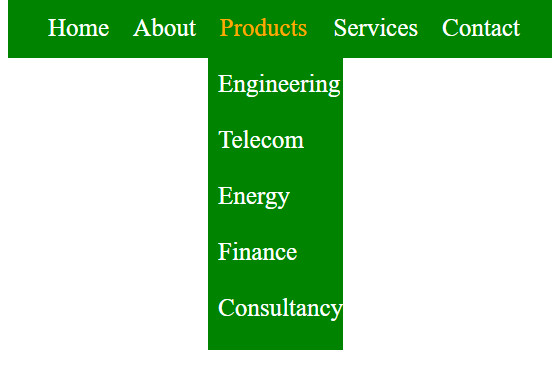 Home About Products Services Contact
Engineering
Telecom
Energy
Finance
Consultancy